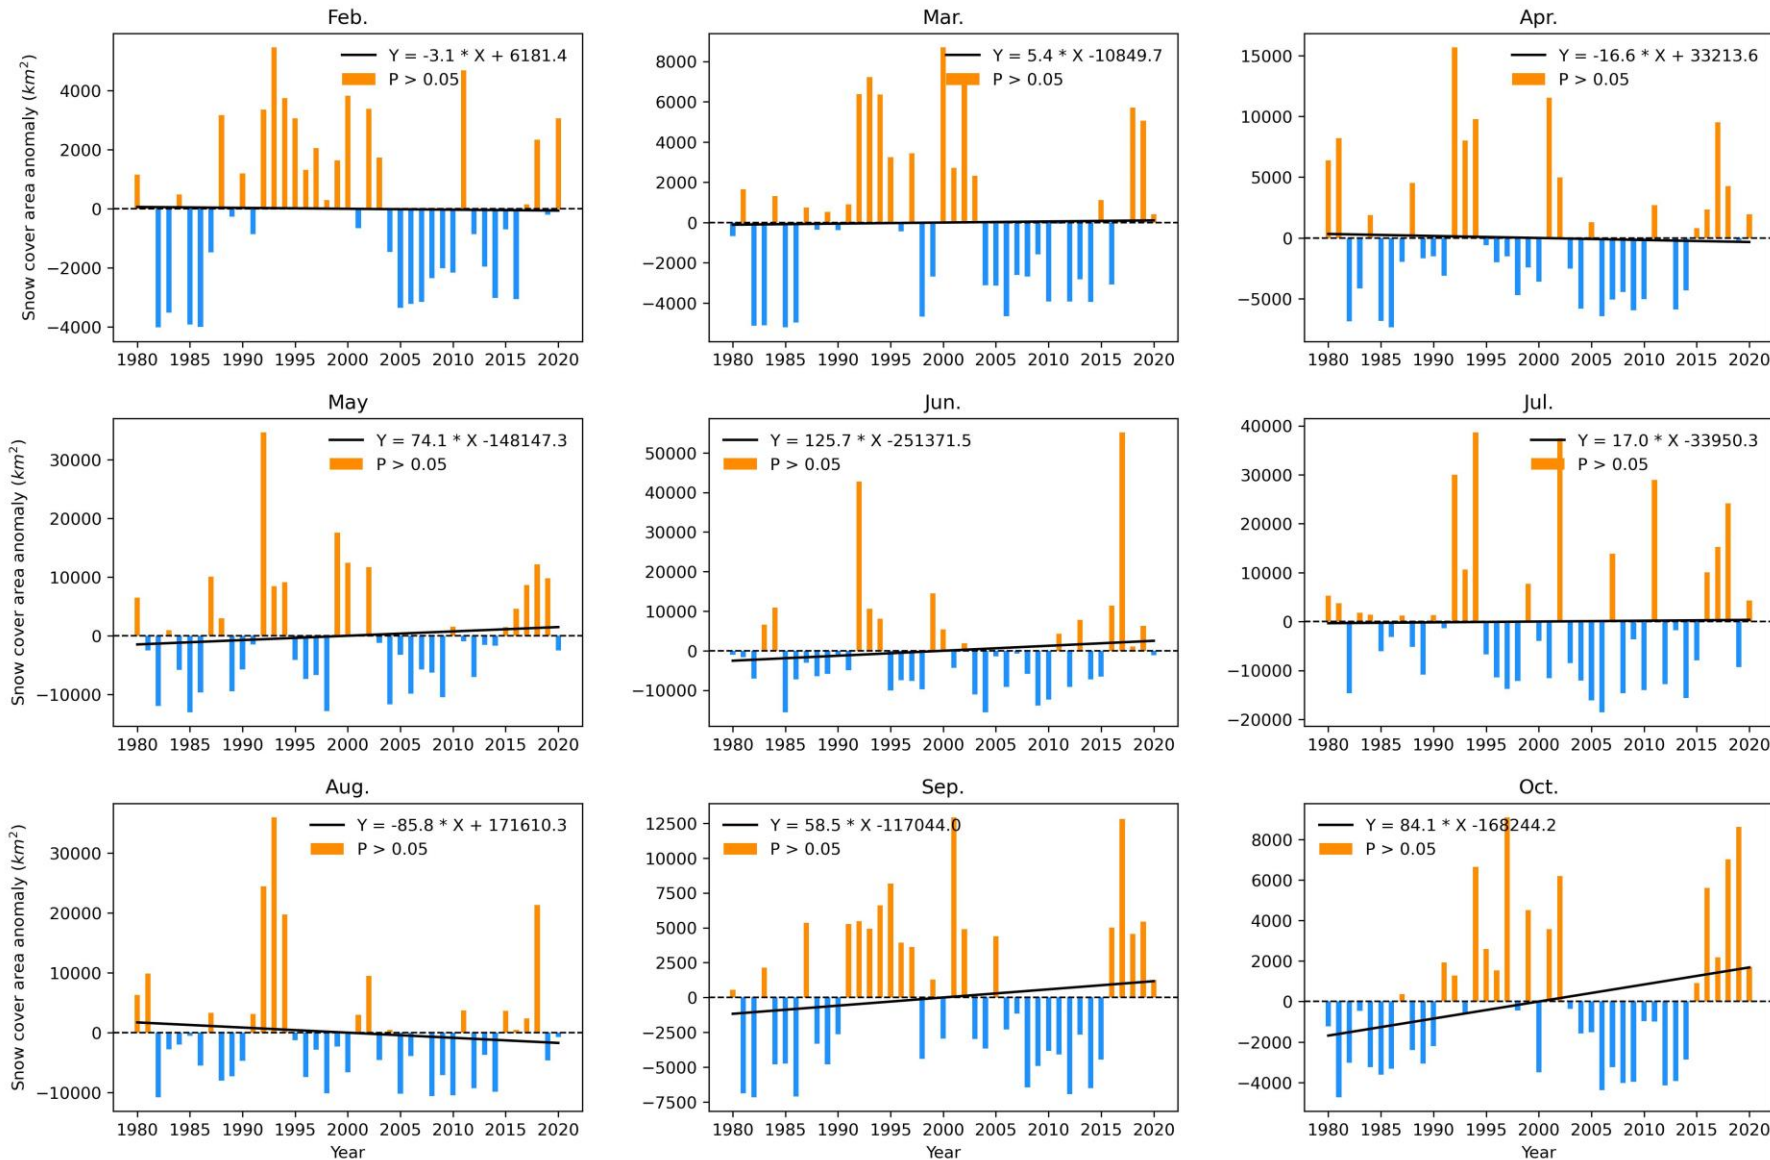 Feb.
Snow cover area anomaly (km²)
4000
2000
0
−2000
−4000
Y = -3.1 * X + 6181.4
P > 0.05
1980 1985 1990 1995 2000 2005 2010 2015 2020
Mar.
8000
6000
4000
2000
0
−2000
−4000
Y = 5.4 * X -10849.7
P > 0.05
1980 1985 1990 1995 2000 2005 2010 2015 2020
Apr.
15000
10000
5000
0
−5000
Y = -16.6 * X + 33213.6
P > 0.05
1980 1985 1990 1995 2000 2005 2010 2015 2020
May
Snow cover area anomaly (km²)
30000
20000
10000
0
−10000
Y = 74.1 * X -148147.3
P > 0.05
1980 1985 1990 1995 2000 2005 2010 2015 2020
Jun.
50000
40000
30000
20000
10000
0
−10000
Y = 125.7 * X -251371.5
P > 0.05
1980 1985 1990 1995 2000 2005 2010 2015 2020
Jul.
40000
30000
20000
10000
0
−10000
−20000
Y = 17.0 * X -33950.3
P > 0.05
1980 1985 1990 1995 2000 2005 2010 2015 2020
Aug.
Snow cover area anomaly (km²)
30000
20000
10000
0
−10000
Y = -85.8 * X + 171610.3
P > 0.05
1980 1985 1990 1995 2000 2005 2010 2015 2020
Year
Sep.
12500
10000
7500
5000
2500
0
−2500
−5000
−7500
Y = 58.5 * X -117044.0
P > 0.05
1980 1985 1990 1995 2000 2005 2010 2015 2020
Year
Oct.
8000
6000
4000
2000
0
−2000
−4000
Y = 84.1 * X -168244.2
P > 0.05
1980 1985 1990 1995 2000 2005 2010 2015 2020
Year